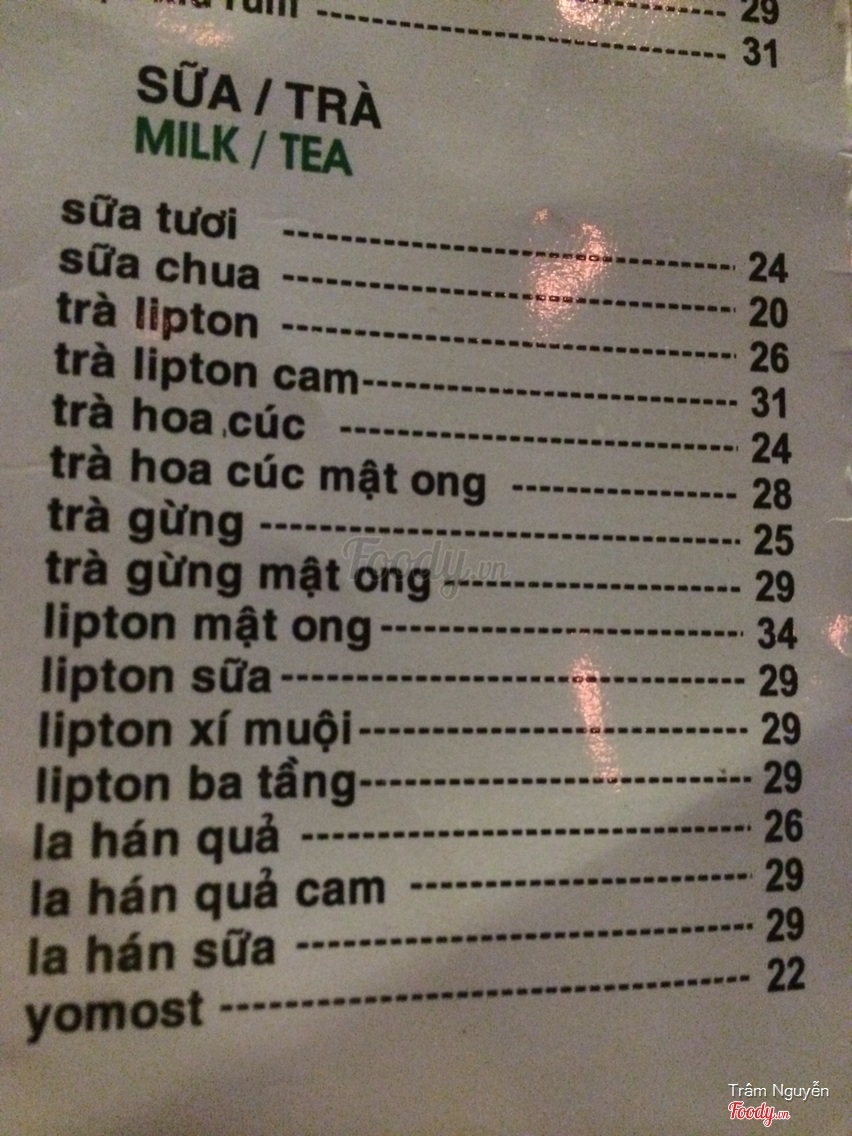 29
--------------------------------- 31
SỮA / TRÀ
MILK / TEA
sữa tươi --------------------------------- 24
sữa chua --------------------------------- 20
trà lipton --------------------------------- 26
trà lipton cam--------------------------- 31
trà hoa cúc ----------------------------- 24
trà hoa cúc mật ong ---------------- 28
trà gừng ----------------------------------- 25
trà gừng mật ong --------------------- 29
lipton mật ong -------------------------- 34
lipton sữa --------------------------------- 29
lipton xí muội---------------------------- 29
lipton ba tầng---------------------------- 29
la hán quả -------------------------------- 26
la hán quả cam ------------------------ 29
la hán sữa -------------------------------- 29
yomost ------------------------------------- 22
Foody.vn
Trâm Nguyễn
Foody.vn